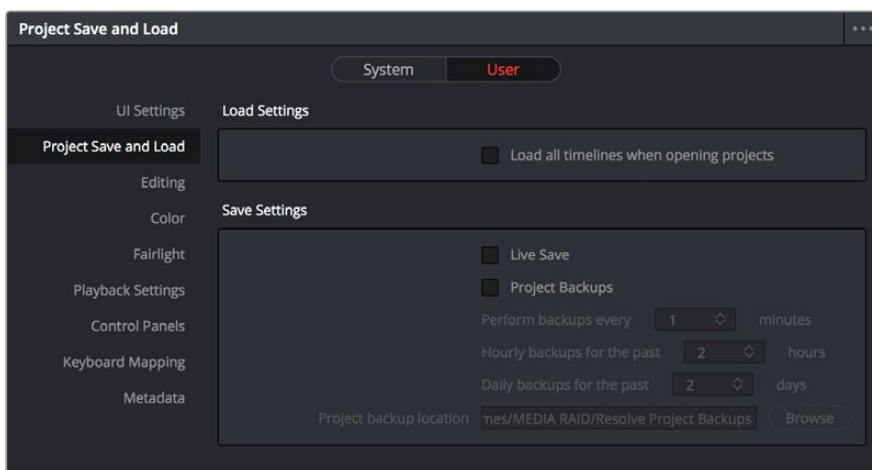 Project Save and Load
System User
UI Settings
Project Save and Load
Editing
Color
Fairlight
Playback Settings
Control Panels
Keyboard Mapping
Metadata
Load Settings
Load all timelines when opening projects
Save Settings
Live Save
Project Backups
Perform backups every 1 minutes
Hourly backups for the past 2 hours
Daily backups for the past 2 days
Project backup location mes/MEDIA RAID/Resolve Project Backups Browse